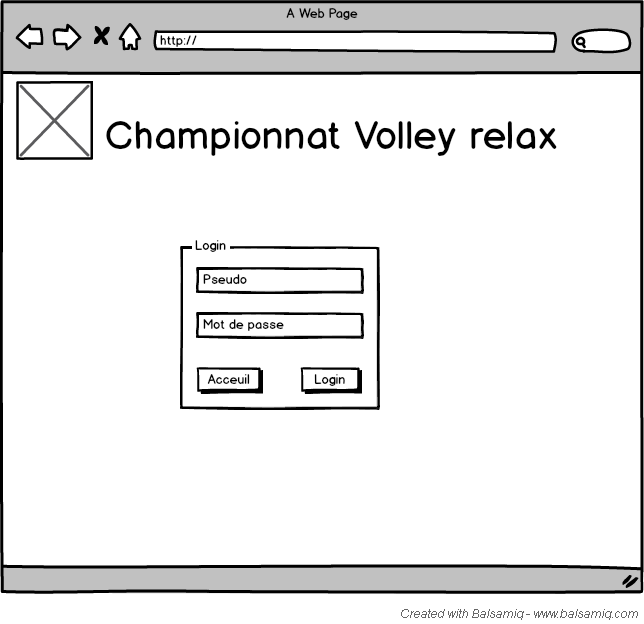 A Web Page
http://
Championnat Volley relax
Login
Pseudo
Mot de passe
Acceuil
Login
Created with Balsamiq - www.balsamiq.com